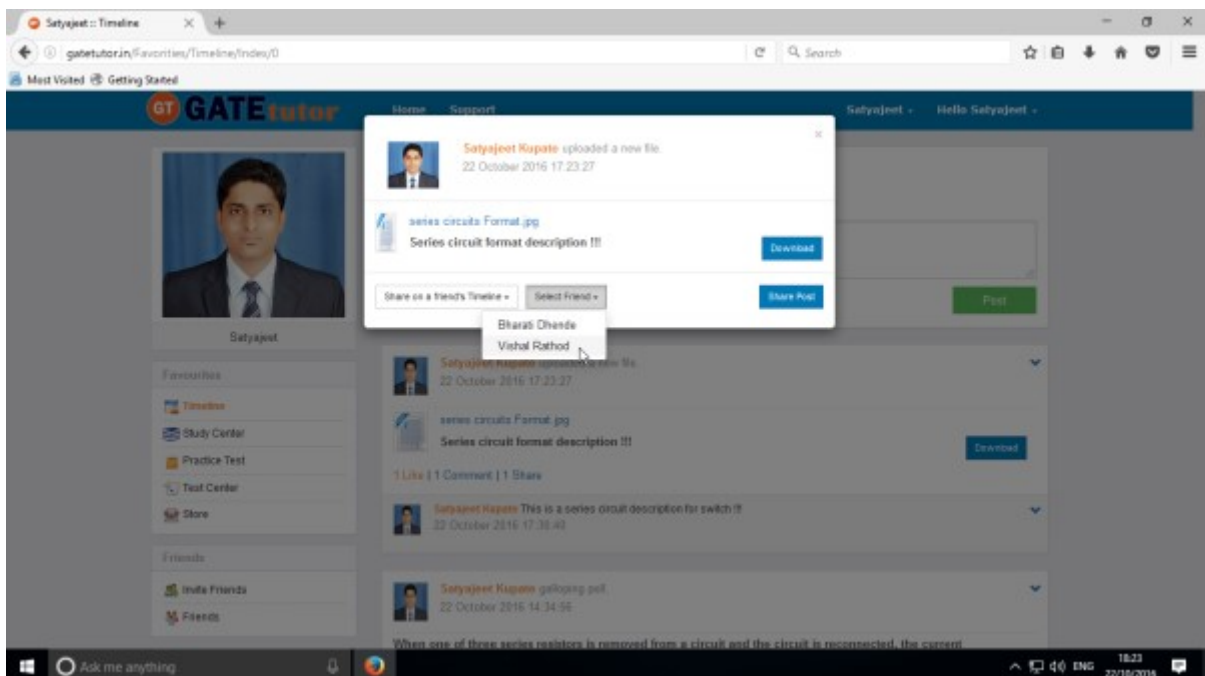 Satyajeet :: Timeline
gatetutor.in/Favorities/Timeline/Index/0
Search
Most Visited Getting Started
GT GATEtutor Home Support Satyajeet Hello Satyajeet
Satyajeet Kupate uploaded a new file.
22 October 2016 17:23:27
series circuits Format.jpg
Series circuit format description !!!
Download
Share on a friend's Timeline Select Friend Share Post
Bharati Dhende
Vishal Rathod
Post
Satyajeet
Favourites
Timeline
Study Center
Practice Test
Test Center
Store
Friends
Invite Friends
Friends
Satyajeet Kupate uploaded a new file.
22 October 2016 17:23:27
series circuits Format.jpg
Series circuit format description !!!
Download
1 Like | 1 Comment | 1 Share
Satyajeet Kupate This is a series circuit description for switch !!!
22 October 2016 17:38:40
Satyajeet Kupate galloping poll.
22 October 2016 14:34:56
When one of three series resistors is removed from a circuit and the circuit is reconnected, the current
Ask me anything
ENG
18:23
22/10/2016